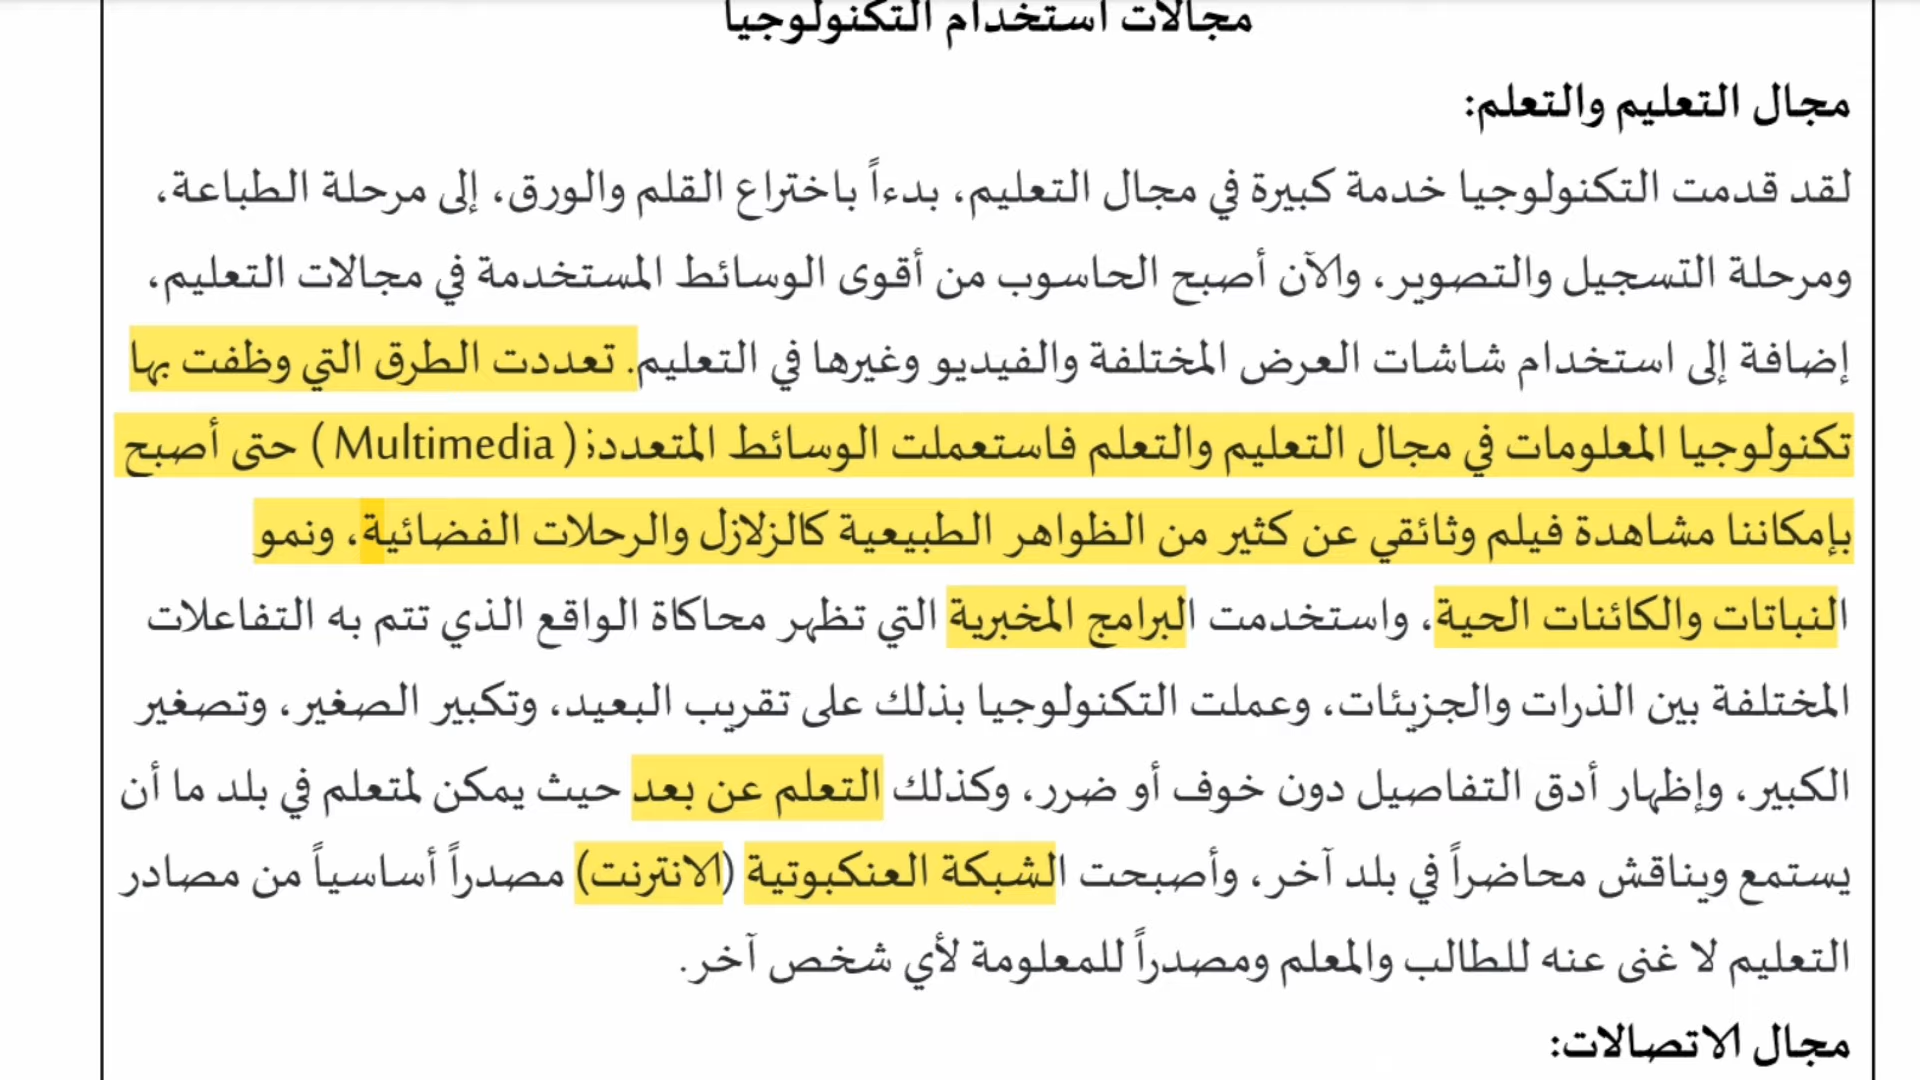 مجالات استخدام التكنولوجيا
مجال التعليم والتعلم:
لقد قدمت التكنولوجيا خدمة كبيرة في مجال التعليم، بدءاً باختراع القلم والورق، إلى مرحلة الطباعة،
ومرحلة التسجيل والتصوير، والآن أصبح الحاسوب من أقوى الوسائط المستخدمة في مجالات التعليم،
إضافة إلى استخدام شاشات العرض المختلفة والفيديو وغيرها في التعليم. تعددت الطرق التي وظفت بها
تكنولوجيا المعلومات في مجال التعليم والتعلم فاستعملت الوسائط المتعددة (Multimedia) حتى أصبح
بإمكاننا مشاهدة فيلم وثائقي عن كثير من الظواهر الطبيعية كالزلازل والرحلات الفضائية، ونمو
النباتات والكائنات الحية، واستخدمت البرامج المخبرية التي تظهر محاكاة الواقع الذي تتم به التفاعلات
المختلفة بين الذرات والجزيئات، وعملت التكنولوجيا بذلك على تقريب البعيد، وتكبير الصغير، وتصغير
الكبير، وإظهار أدق التفاصيل دون خوف أو ضرر، وكذلك التعلم عن بعد حيث يمكن لمتعلم في بلد ما أن
يستمع ويناقش محاضراً في بلد آخر، وأصبحت الشبكة العنكبوتية (الانترنت) مصدراً أساسياً من مصادر
التعليم لا غنى عنه للطالب والمعلم ومصدراً للمعلومة لأي شخص آخر.
مجال الاتصالات: